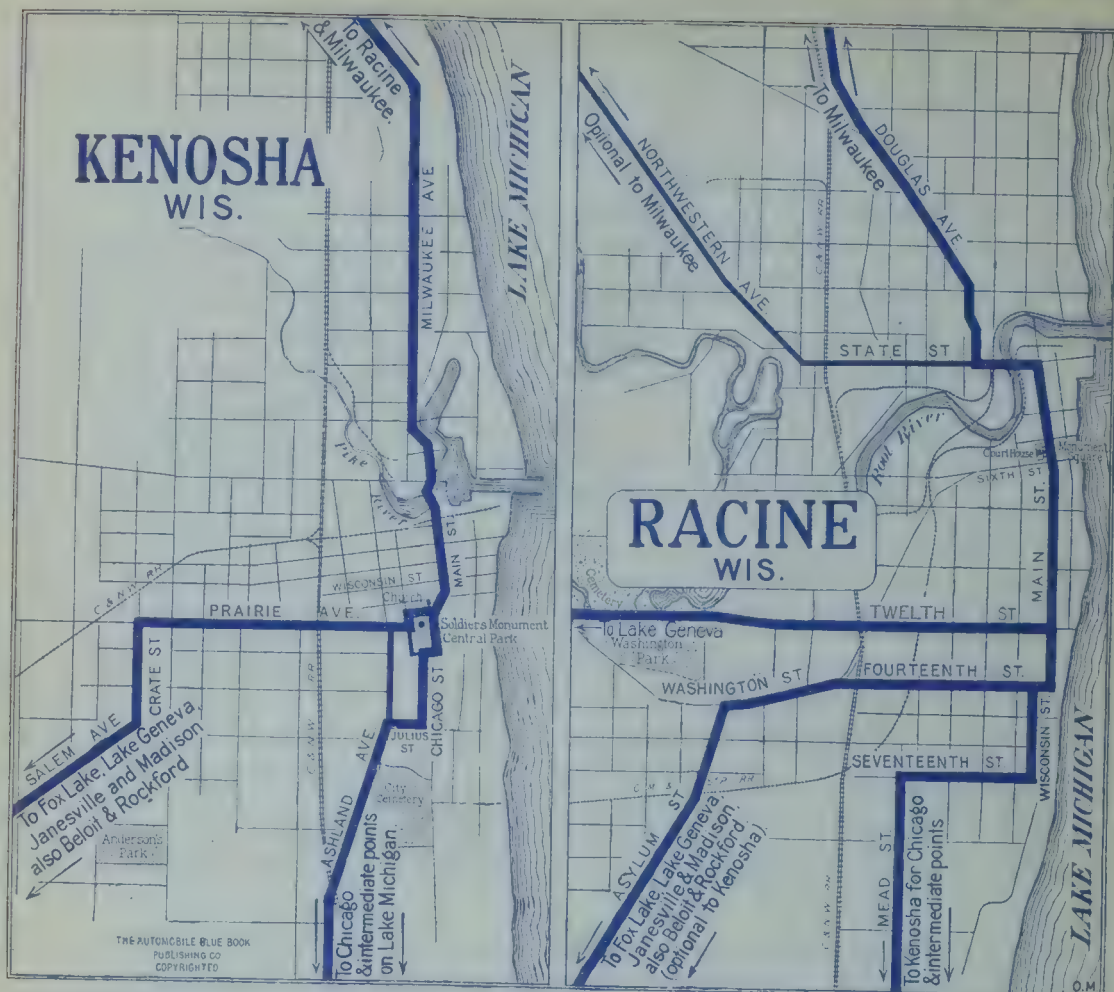 KENOSHA
WIS.
To Racine
& Milwaukee.
LAKE MICHIGAN
MILWAUKEE AVE
Pike
River
MAIN ST.
WISCONSIN ST
Church
C & N.W. RR
PRAIRIE AVE.
Soldiers Monument
Central Park
CRATE ST
SALEM AVE
C & N.W. RR
JULIUS
ST
CHICAGO ST
ASHLAND AVE
City
Cemetery
To Fox Lake, Lake Geneva,
Janesville and Madison
also Beloit & Rockford
Anderson's
Park
To Chicago
& intermediate points
on Lake Michigan.
THE AUTOMOBILE BLUE BOOK
PUBLISHING CO
COPYRIGHTED
To Milwaukee
DOUGLAS AVE
NORTHWESTERN AVE
Opiional to Milwaukee
C & N.W. RR
STATE ST
Root River
Court House
Monument
SIXTH ST
RACINE
WIS.
MAIN ST.
Cemetery
TWELTH ST.
To Lake Geneva
Washington
Park
WASHINGTON ST
FOURTEENTH ST.
WISCONSIN ST.
SEVENTEENTH ST
ASYLUM ST
To Fox Lake, Lake Geneva
Janesville & Madison
also Beloit & Rockford
(optional to Kenosha)
C & N.W. RR
MEAD ST
To Kenosha for Chicago
& intermediate points
LAKE MICHIGAN
O.M